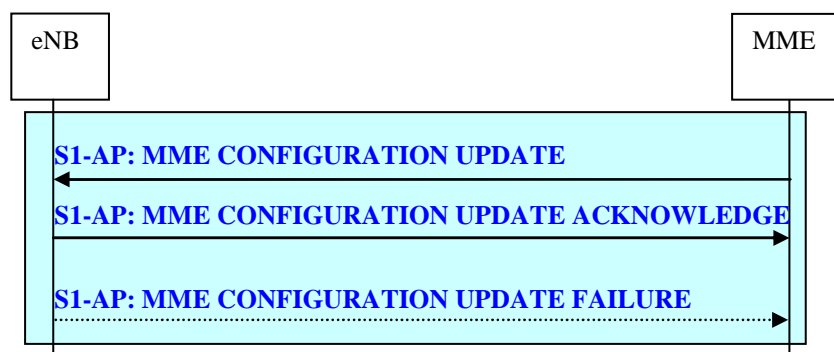 eNB
MME
S1-AP: MME CONFIGURATION UPDATE
S1-AP: MME CONFIGURATION UPDATE ACKNOWLEDGE
S1-AP: MME CONFIGURATION UPDATE FAILURE